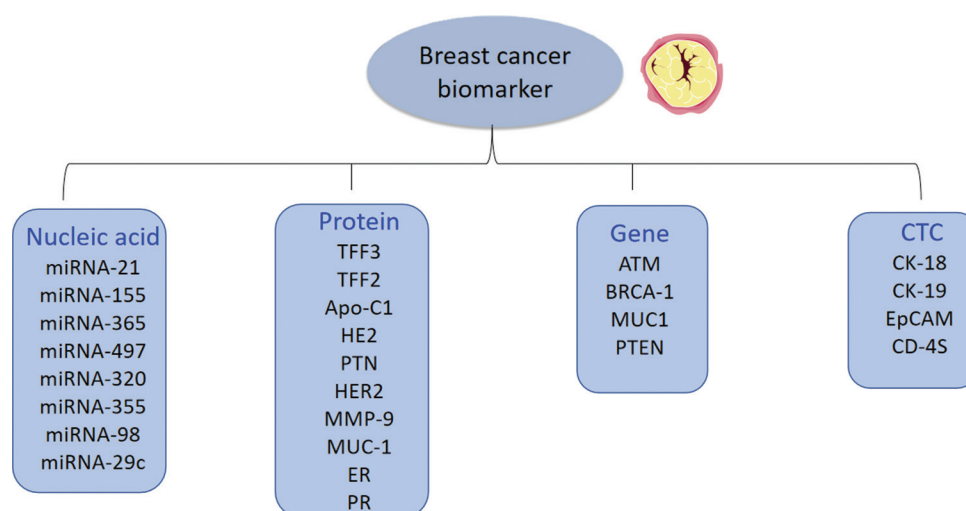 Breast cancer
biomarker
Nucleic acid
miRNA-21
miRNA-155
miRNA-365
miRNA-497
miRNA-320
miRNA-355
miRNA-98
miRNA-29c
Protein
TFF3
TFF2
Apo-C1
HE2
PTN
HER2
MMP-9
MUC-1
ER
PR
Gene
ATM
BRCA-1
MUC1
PTEN
CTC
CK-18
CK-19
EpCAM
CD-4S